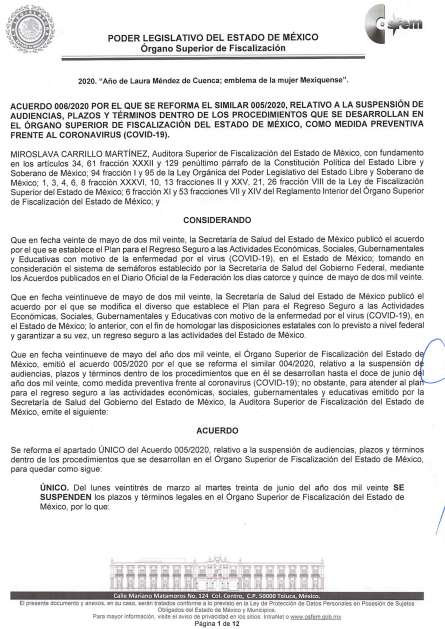 PODER LEGISLATIVO DEL ESTADO DE MÉXICO
Órgano Superior de Fiscalización
osfem
2020. "Año de Laura Méndez de Cuenca; emblema de la mujer Mexiquense".
ACUERDO 006/2020 POR EL QUE SE REFORMA EL SIMILAR 005/2020, RELATIVO A LA SUSPENSIÓN DE
AUDIENCIAS, PLAZOS Y TÉRMINOS DENTRO DE LOS PROCEDIMIENTOS QUE SE DESARROLLAN EN
EL ÓRGANO SUPERIOR DE FISCALIZACIÓN DEL ESTADO DE MÉXICO, COMO MEDIDA PREVENTIVA
FRENTE AL CORONAVIRUS (COVID-19).
MIROSLAVA CARRILLO MARTÍNEZ, Auditora Superior de Fiscalización del Estado de México, con fundamento
en los artículos 34, 61 fracción XXXII y 129 penúltimo párrafo de la Constitución Política del Estado Libre y
Soberano de México; 94 fracción I y 95 de la Ley Orgánica del Poder Legislativo del Estado Libre y Soberano de
México; 1, 3, 4, 6, 8 fracción XXXVI, 10, 13 fracciones II y XXV, 21, 26 fracción VIII de la Ley de Fiscalización
Superior del Estado de México; 6 fracción XI y 53 fracciones VII y XIV del Reglamento Interior del Órgano Superior
de Fiscalización del Estado de México; y
CONSIDERANDO
Que en fecha veinte de mayo de dos mil veinte, la Secretaría de Salud del Estado de México publicó el acuerdo
por el que se establece el Plan para el Regreso Seguro a las Actividades Económicas, Sociales, Gubernamentales
y Educativas con motivo de la enfermedad por el virus (COVID-19), en el Estado de México; tomando en
consideración el sistema de semáforos establecido por la Secretaría de Salud del Gobierno Federal, mediante
los Acuerdos publicados en el Diario Oficial de la Federación los días catorce y quince de mayo de dos mil veinte.
Que en fecha veintinueve de mayo de dos mil veinte, la Secretaría de Salud del Estado de México publicó el
acuerdo por el que se modifica el diverso que establece el Plan para el Regreso Seguro a las Actividades
Económicas, Sociales, Gubernamentales y Educativas con motivo de la enfermedad por el virus (COVID-19), en
el Estado de México; lo anterior, con el fin de homologar las disposiciones estatales con lo previsto a nivel federal
y garantizar a su vez, un regreso seguro a las actividades del Estado de México.
Que en fecha veintinueve de mayo del año dos mil veinte, el Órgano Superior de Fiscalización del Estado de
México, emitió el acuerdo 005/2020 por el que se reforma el similar 004/2020, relativo a la suspensión de
audiencias, plazos y términos dentro de los procedimientos que en él se desarrollan hasta el doce de junio del
año dos mil veinte, como medida preventiva frente al coronavirus (COVID-19); no obstante, para atender al plan
para el regreso seguro a las actividades económicas, sociales, gubernamentales y educativas emitido por la
Secretaría de Salud del Gobierno del Estado de México, la Auditora Superior de Fiscalización del Estado de
México, emite el siguiente:
ACUERDO
Se reforma el apartado ÚNICO del Acuerdo 005/2020, relativo a la suspensión de audiencias, plazos y términos
dentro de los procedimientos que se desarrollan en el Órgano Superior de Fiscalización del Estado de México,
para quedar como sigue:
ÚNICO. Del lunes veintitrés de marzo al martes treinta de junio del año dos mil veinte SE
SUSPENDEN los plazos y términos legales en el Órgano Superior de Fiscalización del Estado de
México, por lo que:
Calle Mariano Matamoros No. 124 Col. Centro, C.P. 50000 Toluca, México.
El presente documento y anexos, en su caso, serán tratados conforme a lo previsto en la Ley de Protección de Datos Personales en Posesión de Sujetos
Obligados del Estado de México y Municipios.
Para mayor información, visite el aviso de privacidad en los sitios: IntraNet o www.osfem.gob.mx
Página 1 de 12